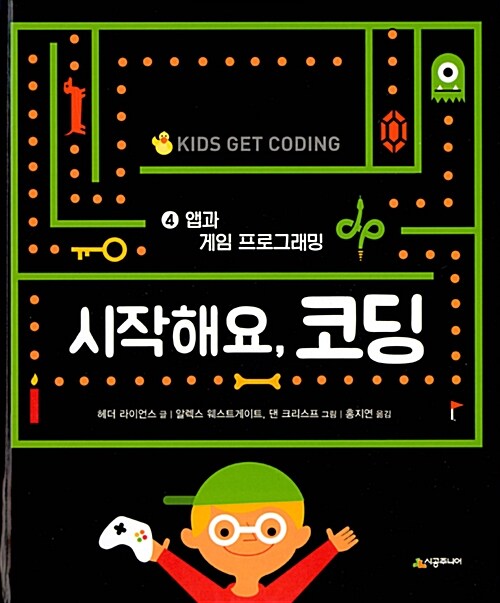 KIDS GET CODING
4 앱과
게임 프로그래밍
시작해요, 코딩
헤더 라이언스 글 | 알렉스 웨스트게이트, 댄 크리스프 그림 | 홍지연 옮김
시공주니어